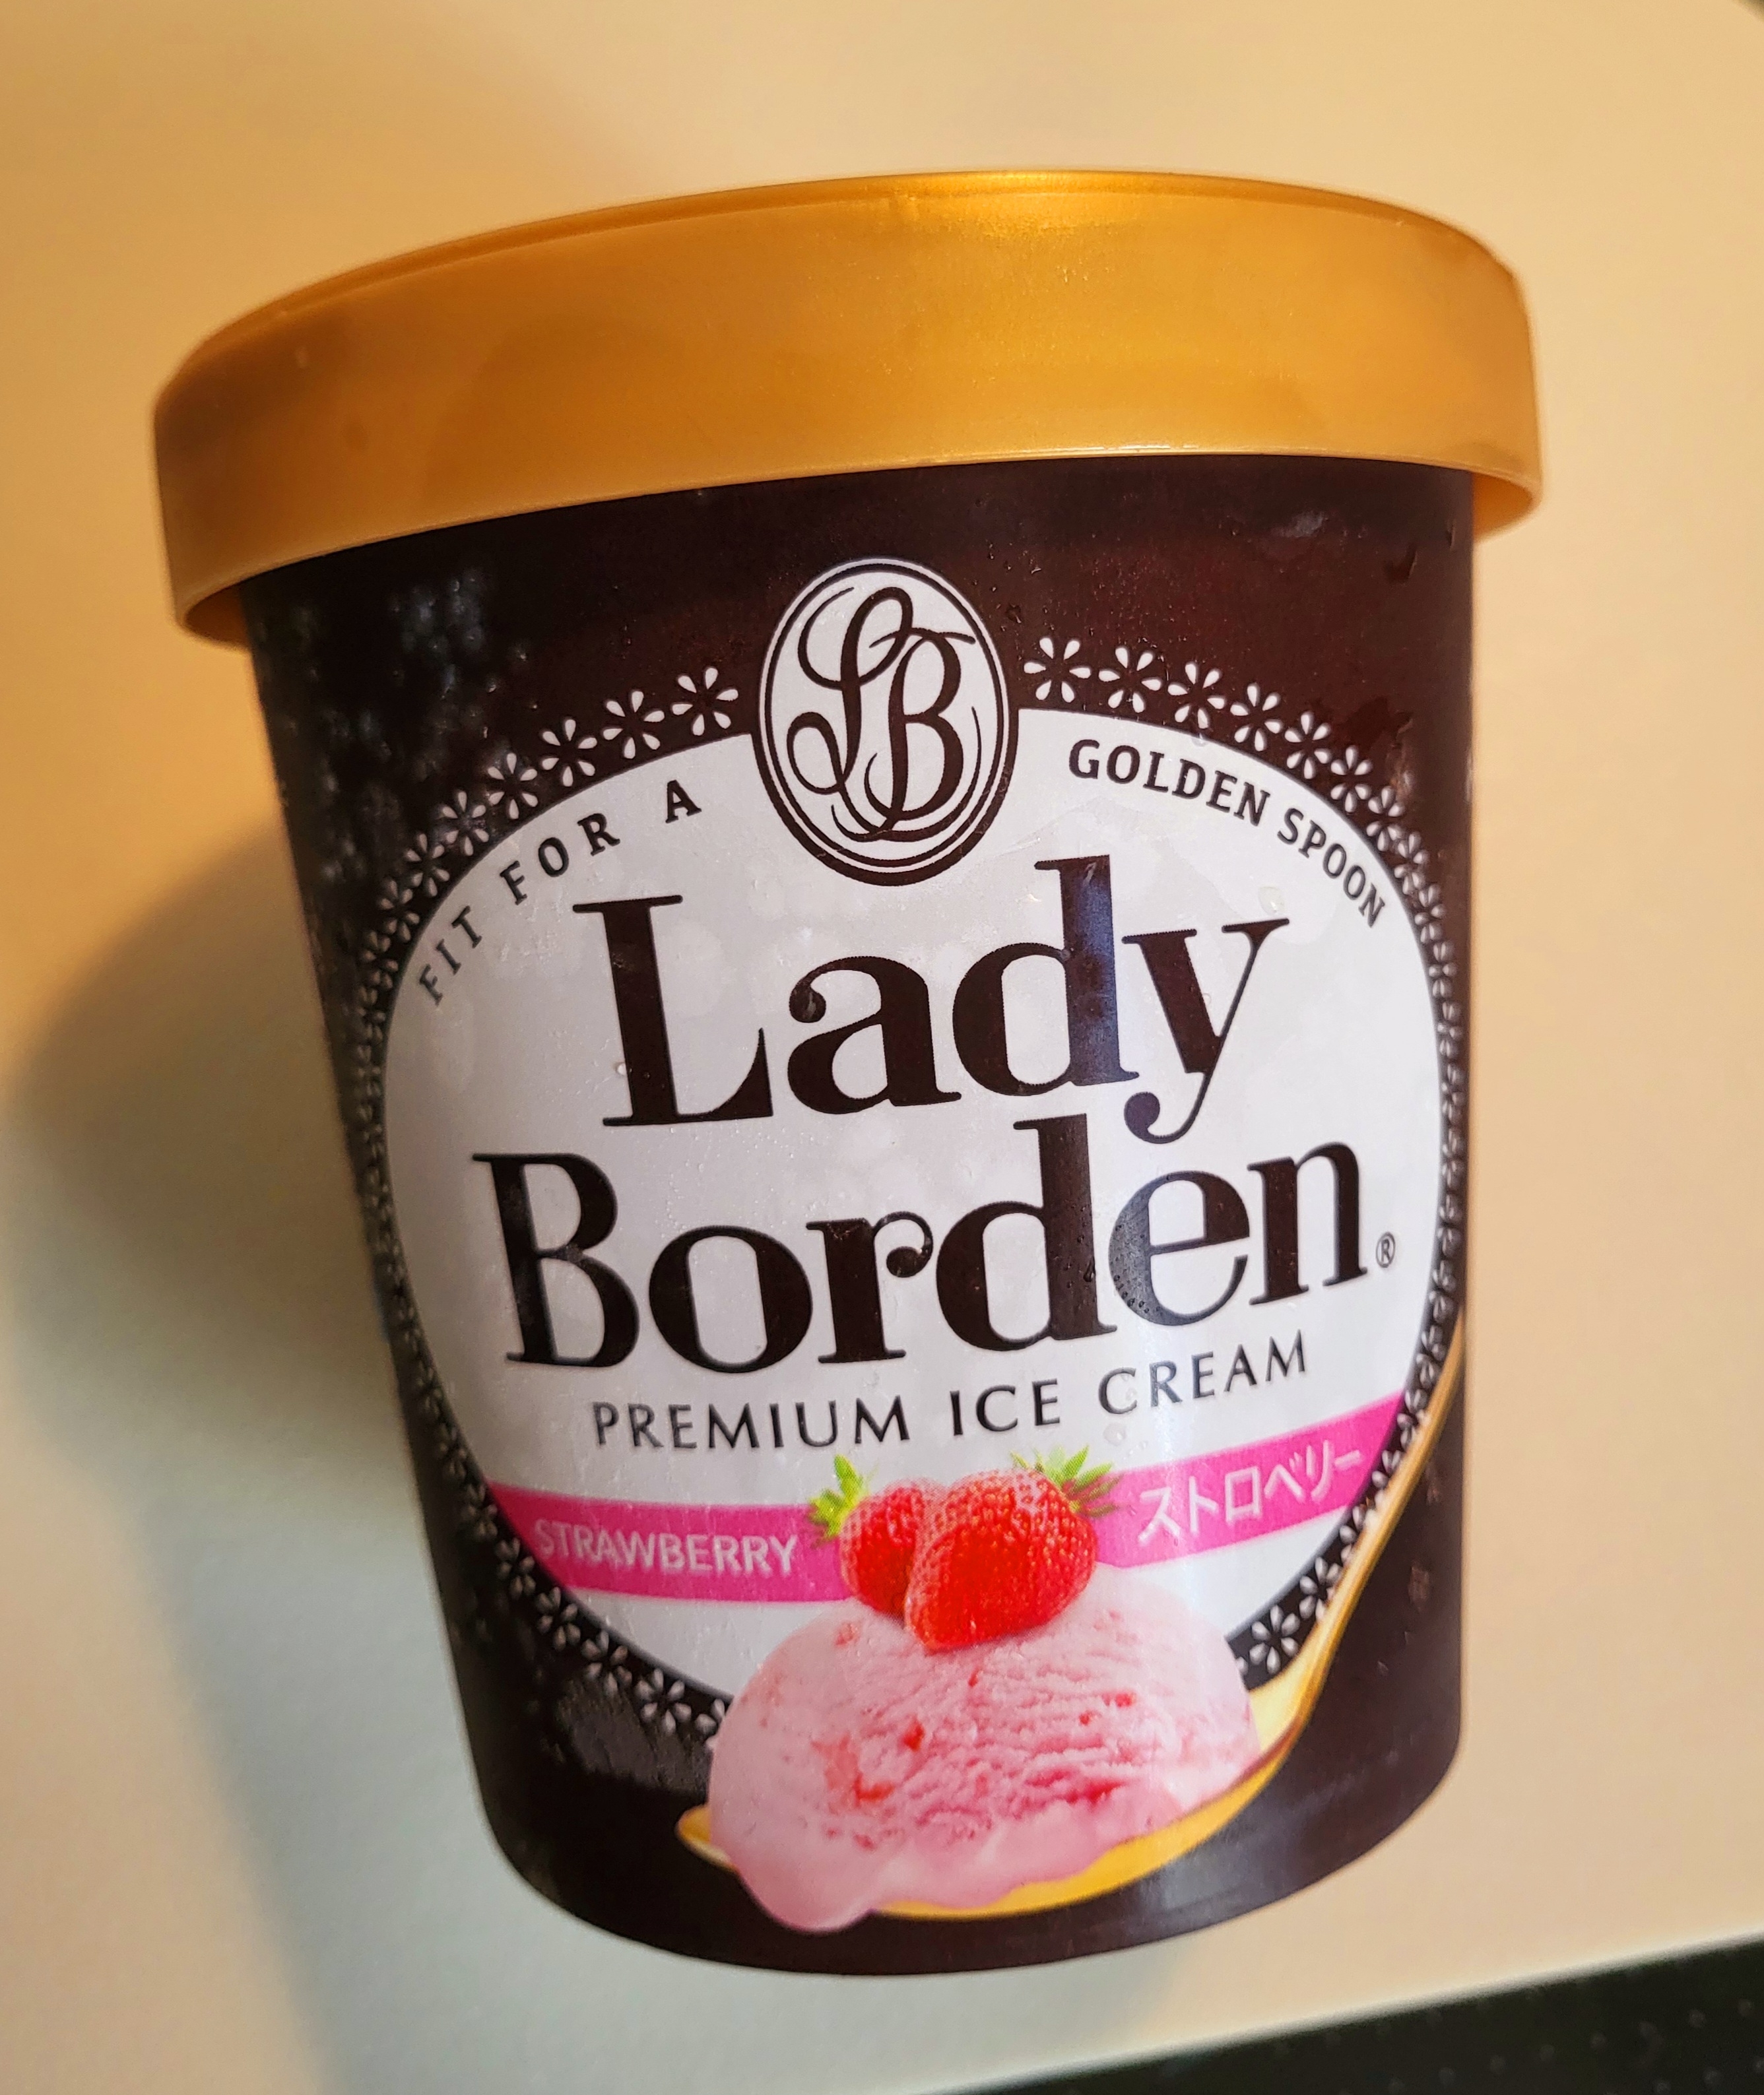 LB
FIT FOR A GOLDEN SPOON
Lady
Borden®
PREMIUM ICE CREAM
STRAWBERRY ストロベリー